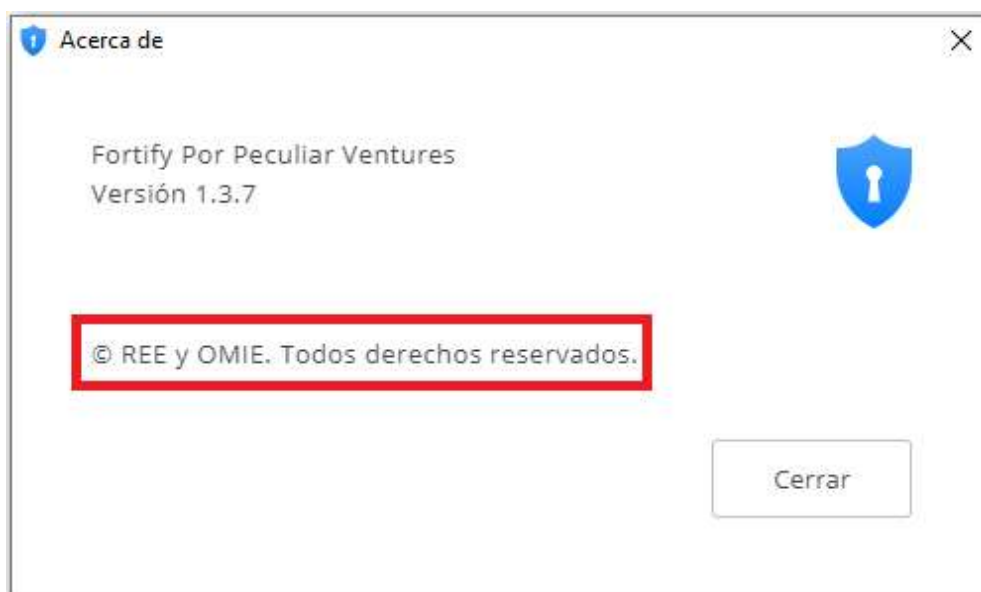 Acerca de
Fortify Por Peculiar Ventures
Versión 1.3.7
© REE y OMIE. Todos derechos reservados.
Cerrar